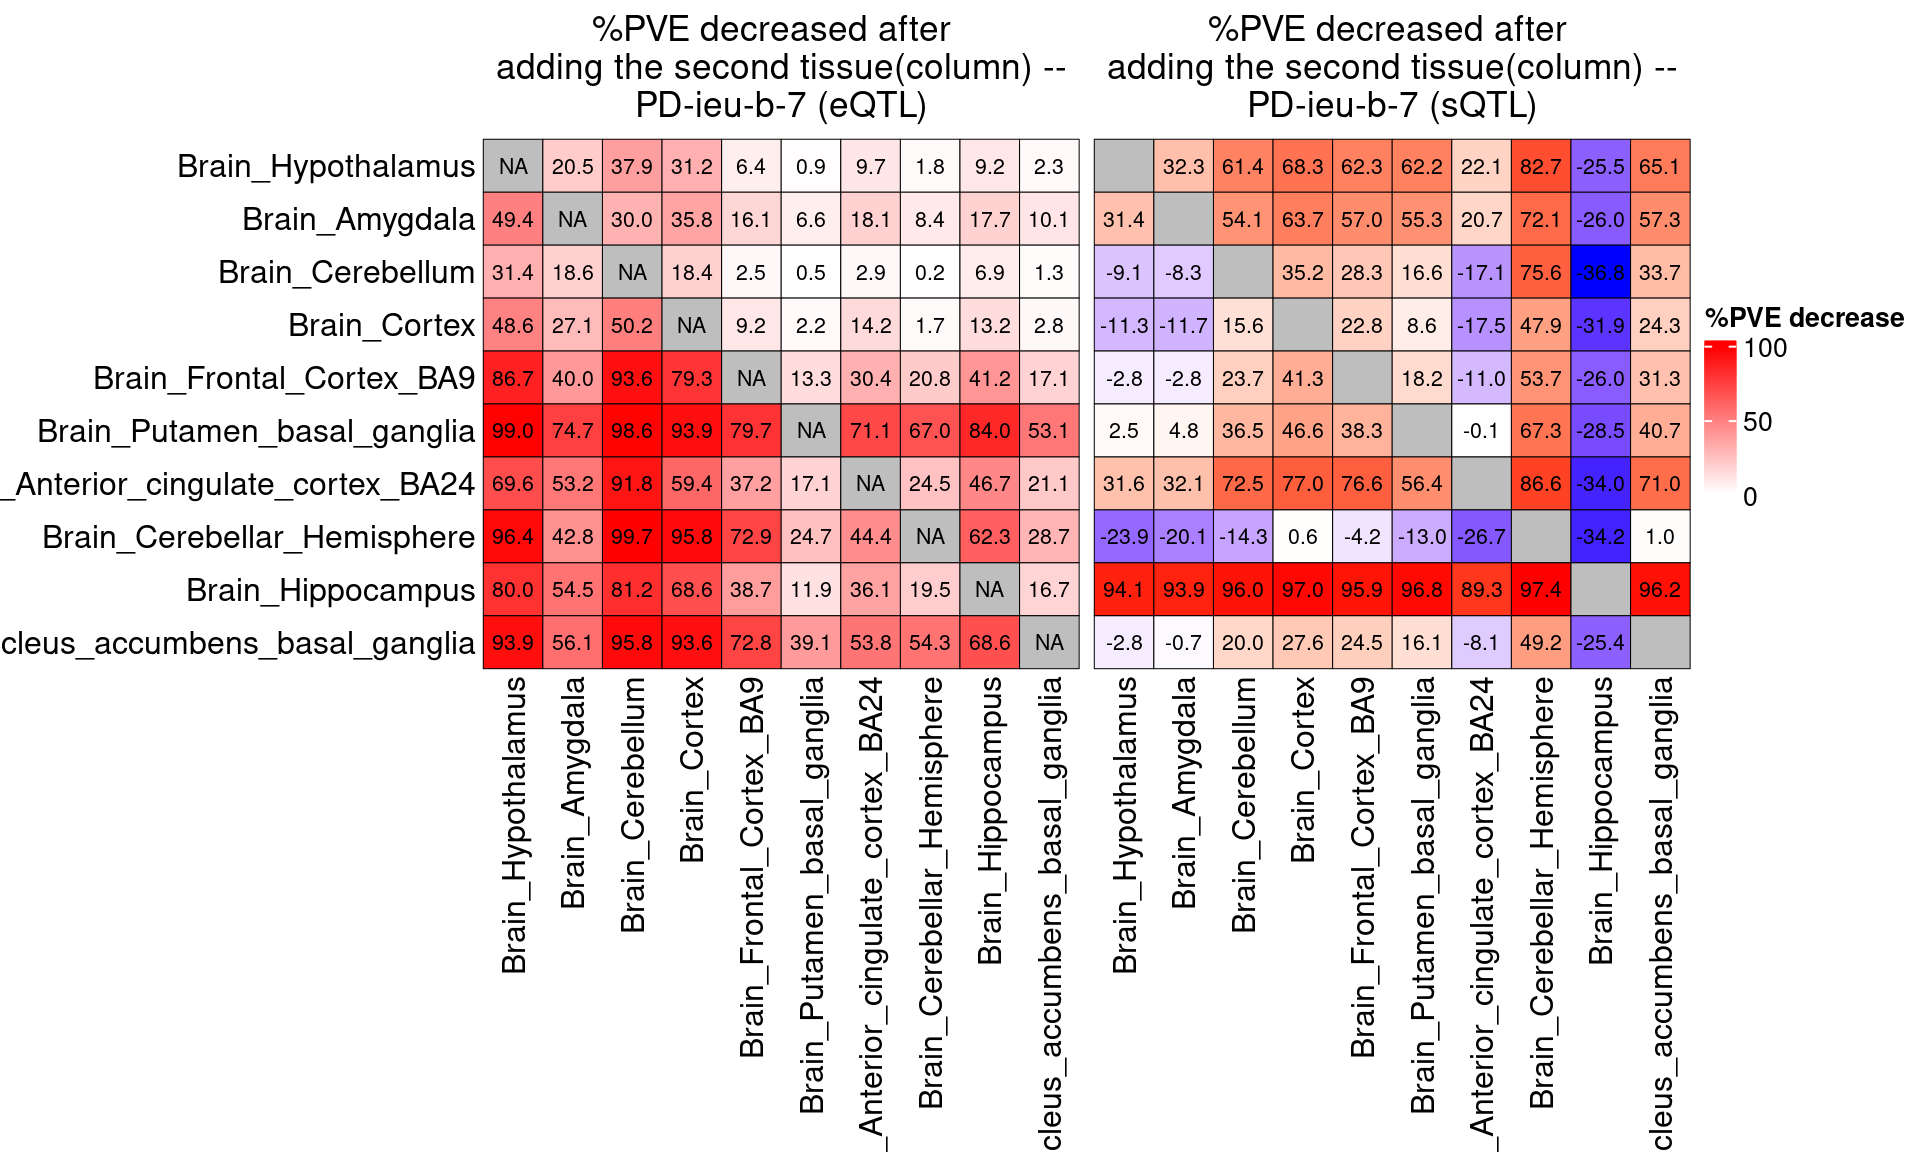 %PVE decreased after
adding the second tissue(column) --
PD-ieu-b-7 (eQTL)
%PVE decreased after
adding the second tissue(column) --
PD-ieu-b-7 (sQTL)
Brain_Hypothalamus NA 20.5 37.9 31.2 6.4 0.9 9.7 1.8 9.2 2.3 32.3 61.4 68.3 62.3 62.2 22.1 82.7 -25.5 65.1
Brain_Amygdala 49.4 NA 30.0 35.8 16.1 6.6 18.1 8.4 17.7 10.1 31.4 54.1 63.7 57.0 55.3 20.7 72.1 -26.0 57.3
Brain_Cerebellum 31.4 18.6 NA 18.4 2.5 0.5 2.9 0.2 6.9 1.3 -9.1 -8.3 35.2 28.3 16.6 -17.1 75.6 -36.8 33.7
Brain_Cortex 48.6 27.1 50.2 NA 9.2 2.2 14.2 1.7 13.2 2.8 -11.3 -11.7 15.6 22.8 8.6 -17.5 47.9 -31.9 24.3
Brain_Frontal_Cortex_BA9 86.7 40.0 93.6 79.3 NA 13.3 30.4 20.8 41.2 17.1 -2.8 -2.8 23.7 41.3 18.2 -11.0 53.7 -26.0 31.3
Brain_Putamen_basal_ganglia 99.0 74.7 98.6 93.9 79.7 NA 71.1 67.0 84.0 53.1 2.5 4.8 36.5 46.6 38.3 -0.1 67.3 -28.5 40.7
_Anterior_cingulate_cortex_BA24 69.6 53.2 91.8 59.4 37.2 17.1 NA 24.5 46.7 21.1 31.6 32.1 72.5 77.0 76.6 56.4 86.6 -34.0 71.0
Brain_Cerebellar_Hemisphere 96.4 42.8 99.7 95.8 72.9 24.7 44.4 NA 62.3 28.7 -23.9 -20.1 -14.3 0.6 -4.2 -13.0 -26.7 -34.2 1.0
Brain_Hippocampus 80.0 54.5 81.2 68.6 38.7 11.9 36.1 19.5 NA 16.7 94.1 93.9 96.0 97.0 95.9 96.8 89.3 97.4 96.2
cleus_accumbens_basal_ganglia 93.9 56.1 95.8 93.6 72.8 39.1 53.8 54.3 68.6 NA -2.8 -0.7 20.0 27.6 24.5 16.1 -8.1 49.2 -25.4
Brain_Hypothalamus
Brain_Amygdala
Brain_Cerebellum
Brain_Cortex
Brain_Frontal_Cortex_BA9
Brain_Putamen_basal_ganglia
_Anterior_cingulate_cortex_BA24
Brain_Cerebellar_Hemisphere
Brain_Hippocampus
cleus_accumbens_basal_ganglia
Brain_Hypothalamus
Brain_Amygdala
Brain_Cerebellum
Brain_Cortex
Brain_Frontal_Cortex_BA9
Brain_Putamen_basal_ganglia
_Anterior_cingulate_cortex_BA24
Brain_Cerebellar_Hemisphere
Brain_Hippocampus
cleus_accumbens_basal_ganglia
%PVE decrease
100
50
0